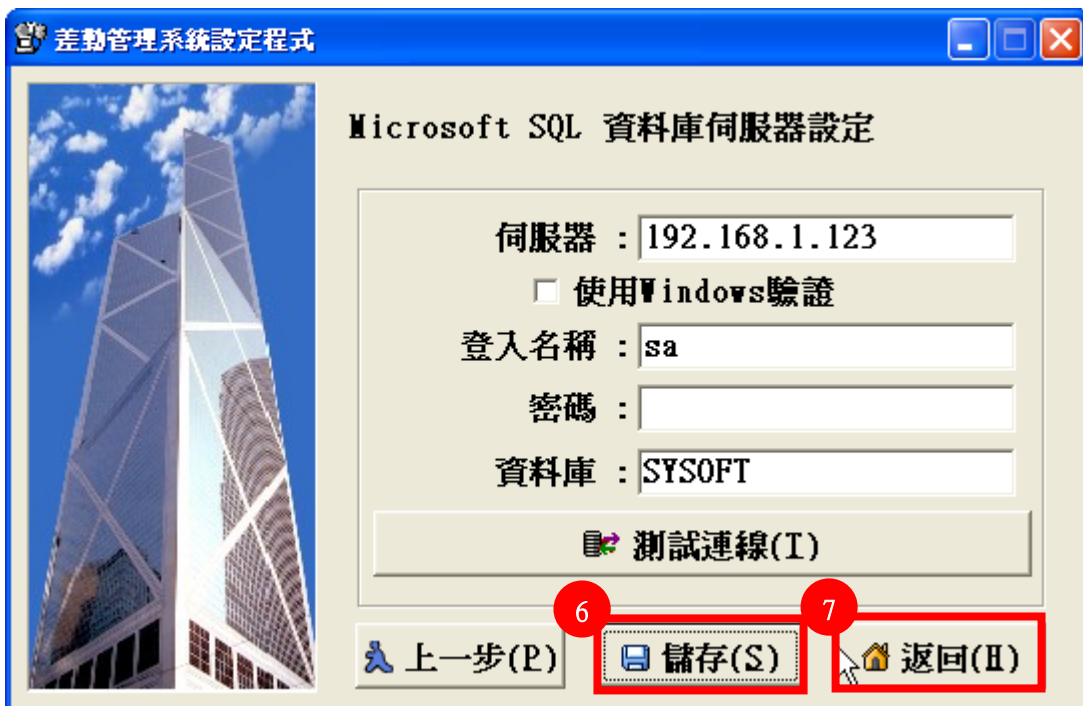 差勤管理系統設定程式
Microsoft SQL 資料庫伺服器設定
伺服器 : 192.168.1.123
使用Windows驗證
登入名稱 : sa
密碼 :
資料庫 : SYSOFT
測試連線(T)
6 7
上一步(P) 儲存(S) 返回(H)